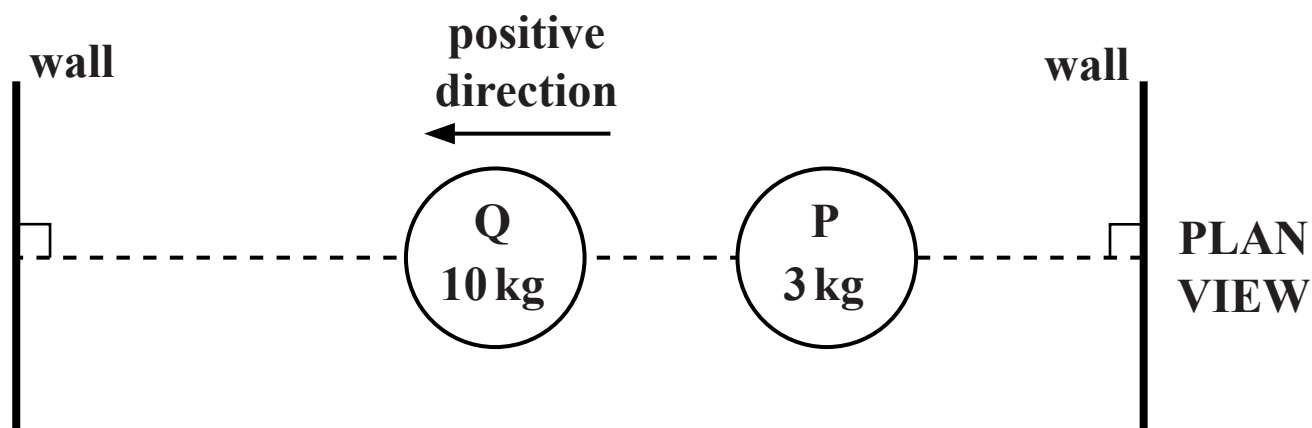 wall
positive
direction
wall
Q
10 kg
P
3 kg
PLAN
VIEW